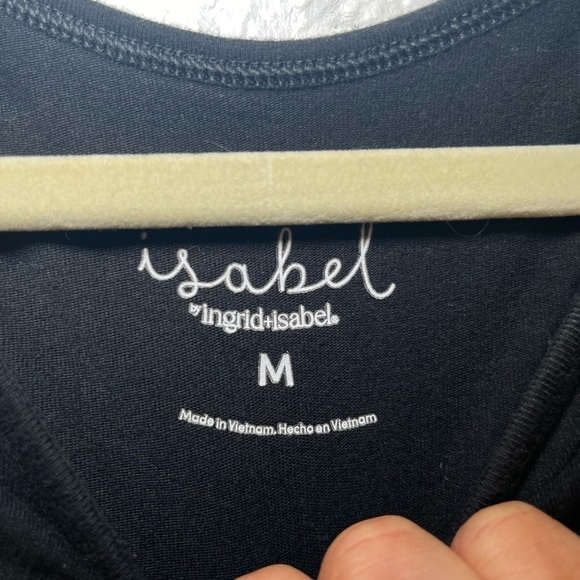 isabel
by ingrid+isabel®
M
Made in Vietnam. Hecho en Vietnam